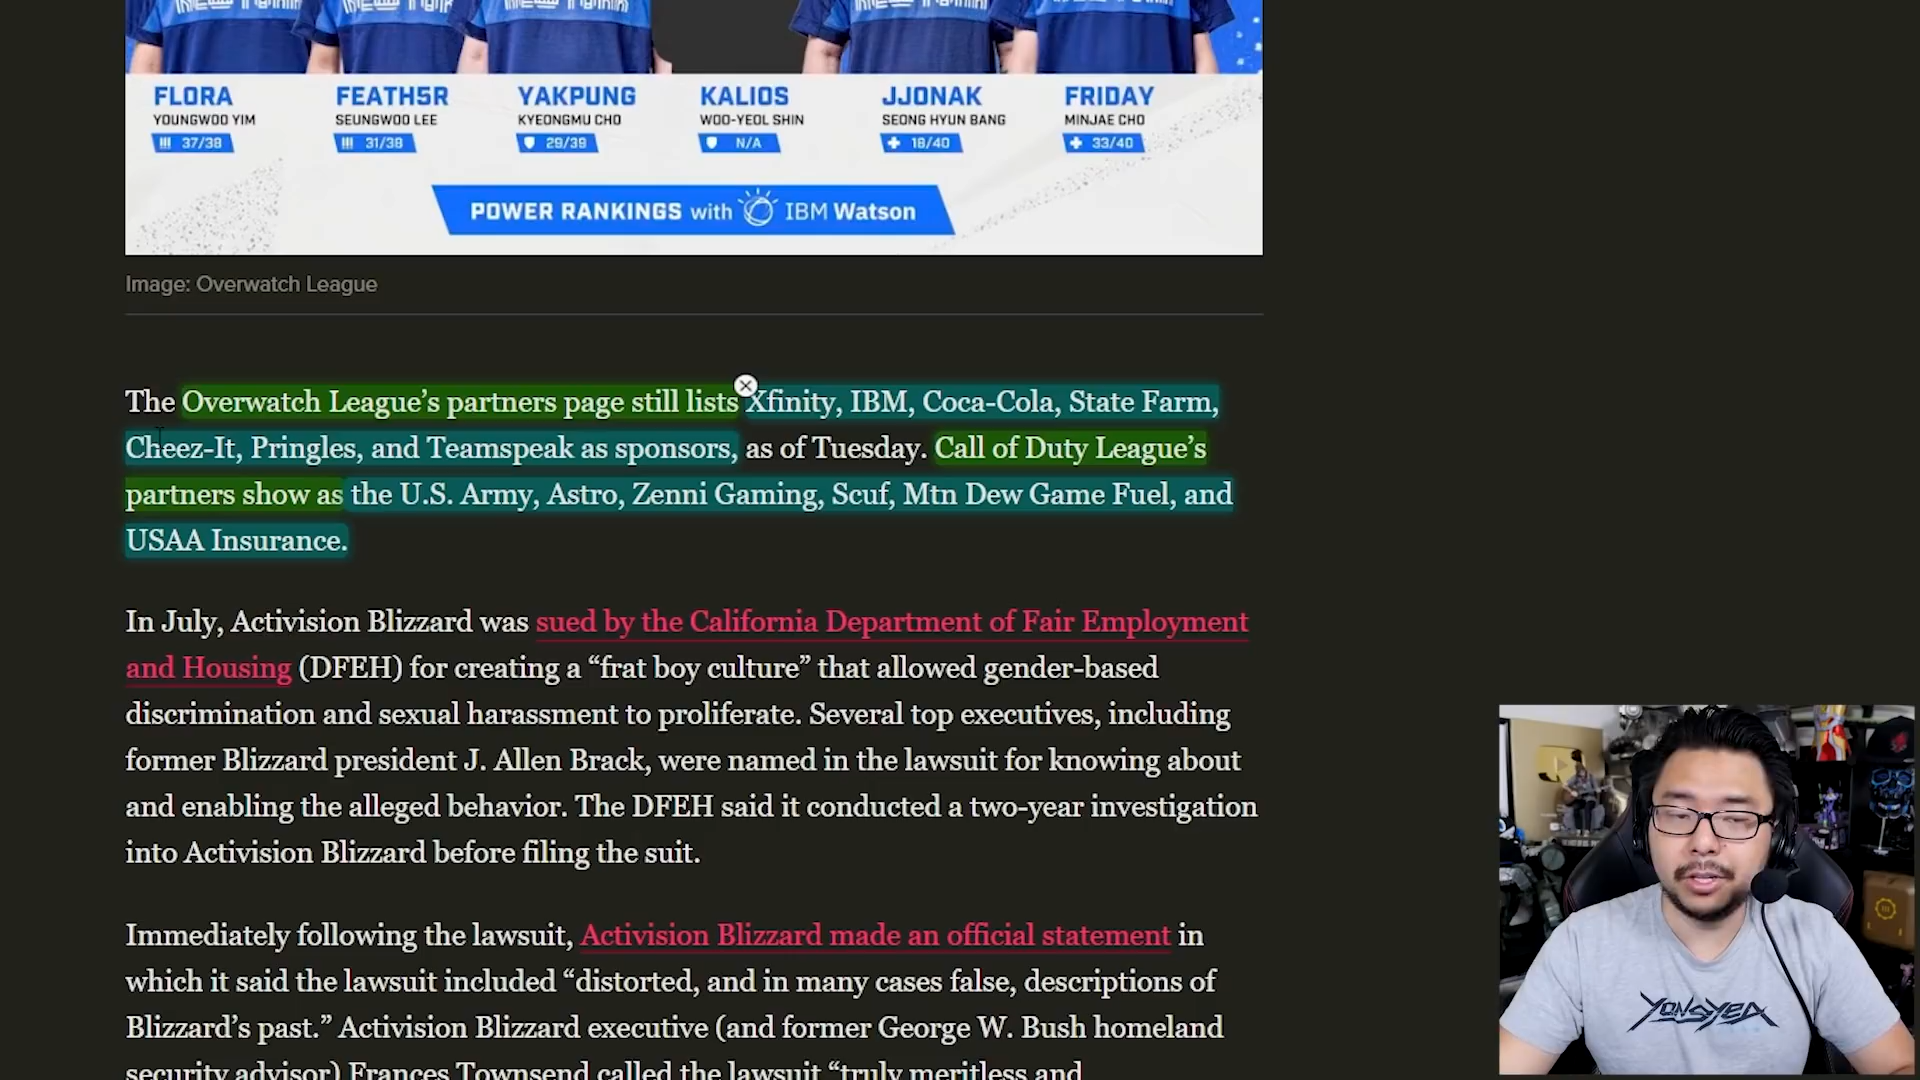 FLORA
YOUNGWOO YIM
37/38
FEATH5R
SEUNGWOO LEE
31/38
YAKPUNG
KYEONGMU CHO
29/39
KALIOS
WOO-YEOL SHIN
N/A
JJONAK
SEONG HYUN BANG
18/40
FRIDAY
MINJAE CHO
33/40
POWER RANKINGS with IBM Watson
Image: Overwatch League
The Overwatch League’s partners page still lists Xfinity, IBM, Coca-Cola, State Farm,
Cheez-It, Pringles, and Teamspeak as sponsors, as of Tuesday. Call of Duty League’s
partners show as the U.S. Army, Astro, Zenni Gaming, Scuf, Mtn Dew Game Fuel, and
USAA Insurance.
In July, Activision Blizzard was sued by the California Department of Fair Employment
and Housing (DFEH) for creating a “frat boy culture” that allowed gender-based
discrimination and sexual harassment to proliferate. Several top executives, including
former Blizzard president J. Allen Brack, were named in the lawsuit for knowing about
and enabling the alleged behavior. The DFEH said it conducted a two-year investigation
into Activision Blizzard before filing the suit.
Immediately following the lawsuit, Activision Blizzard made an official statement in
which it said the lawsuit included “distorted, and in many cases false, descriptions of
Blizzard’s past.” Activision Blizzard executive (and former George W. Bush homeland
security advisor) Frances Townsend called the lawsuit “truly meritless and
YONGYEA